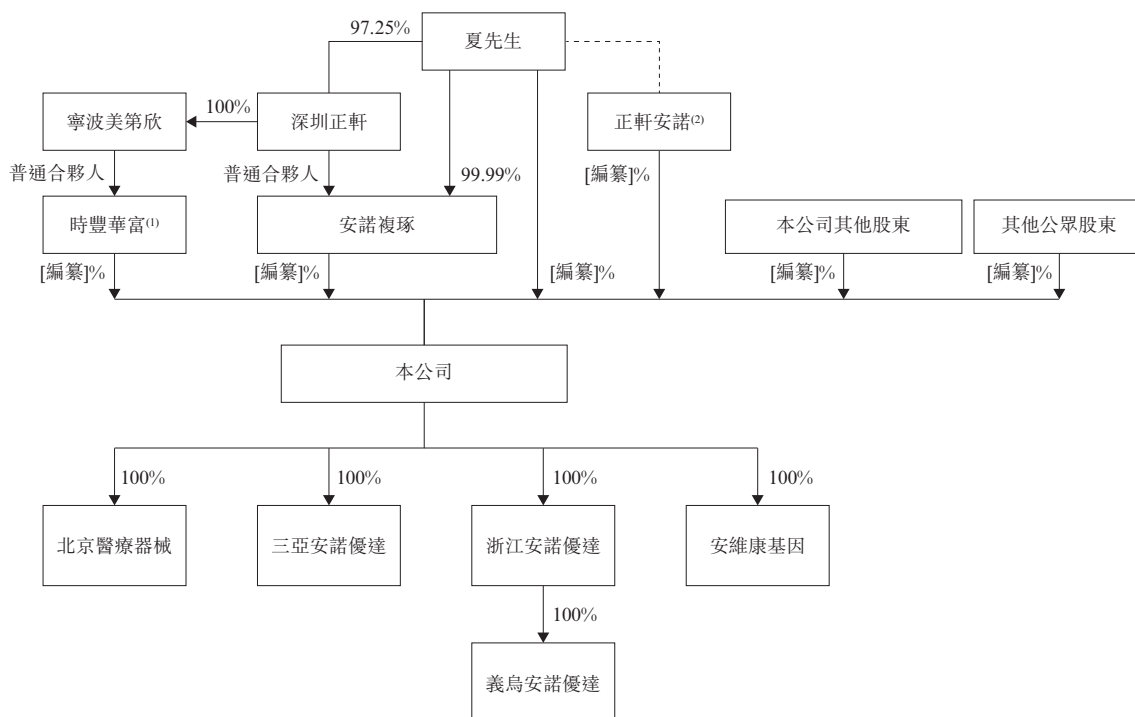 夏先生
97.25%
寧波美第欣
100%
深圳正軒
正軒安諾(2)
普通合夥人
普通合夥人
99.99%
[編纂]%
時豐華富(1)
安諾複琢
本公司其他股東
其他公眾股東
[編纂]%
[編纂]%
[編纂]%
[編纂]%
[編纂]%
本公司
100%
100%
100%
100%
北京醫療器械
三亞安諾優達
浙江安諾優達
安維康基因
100%
義烏安諾優達